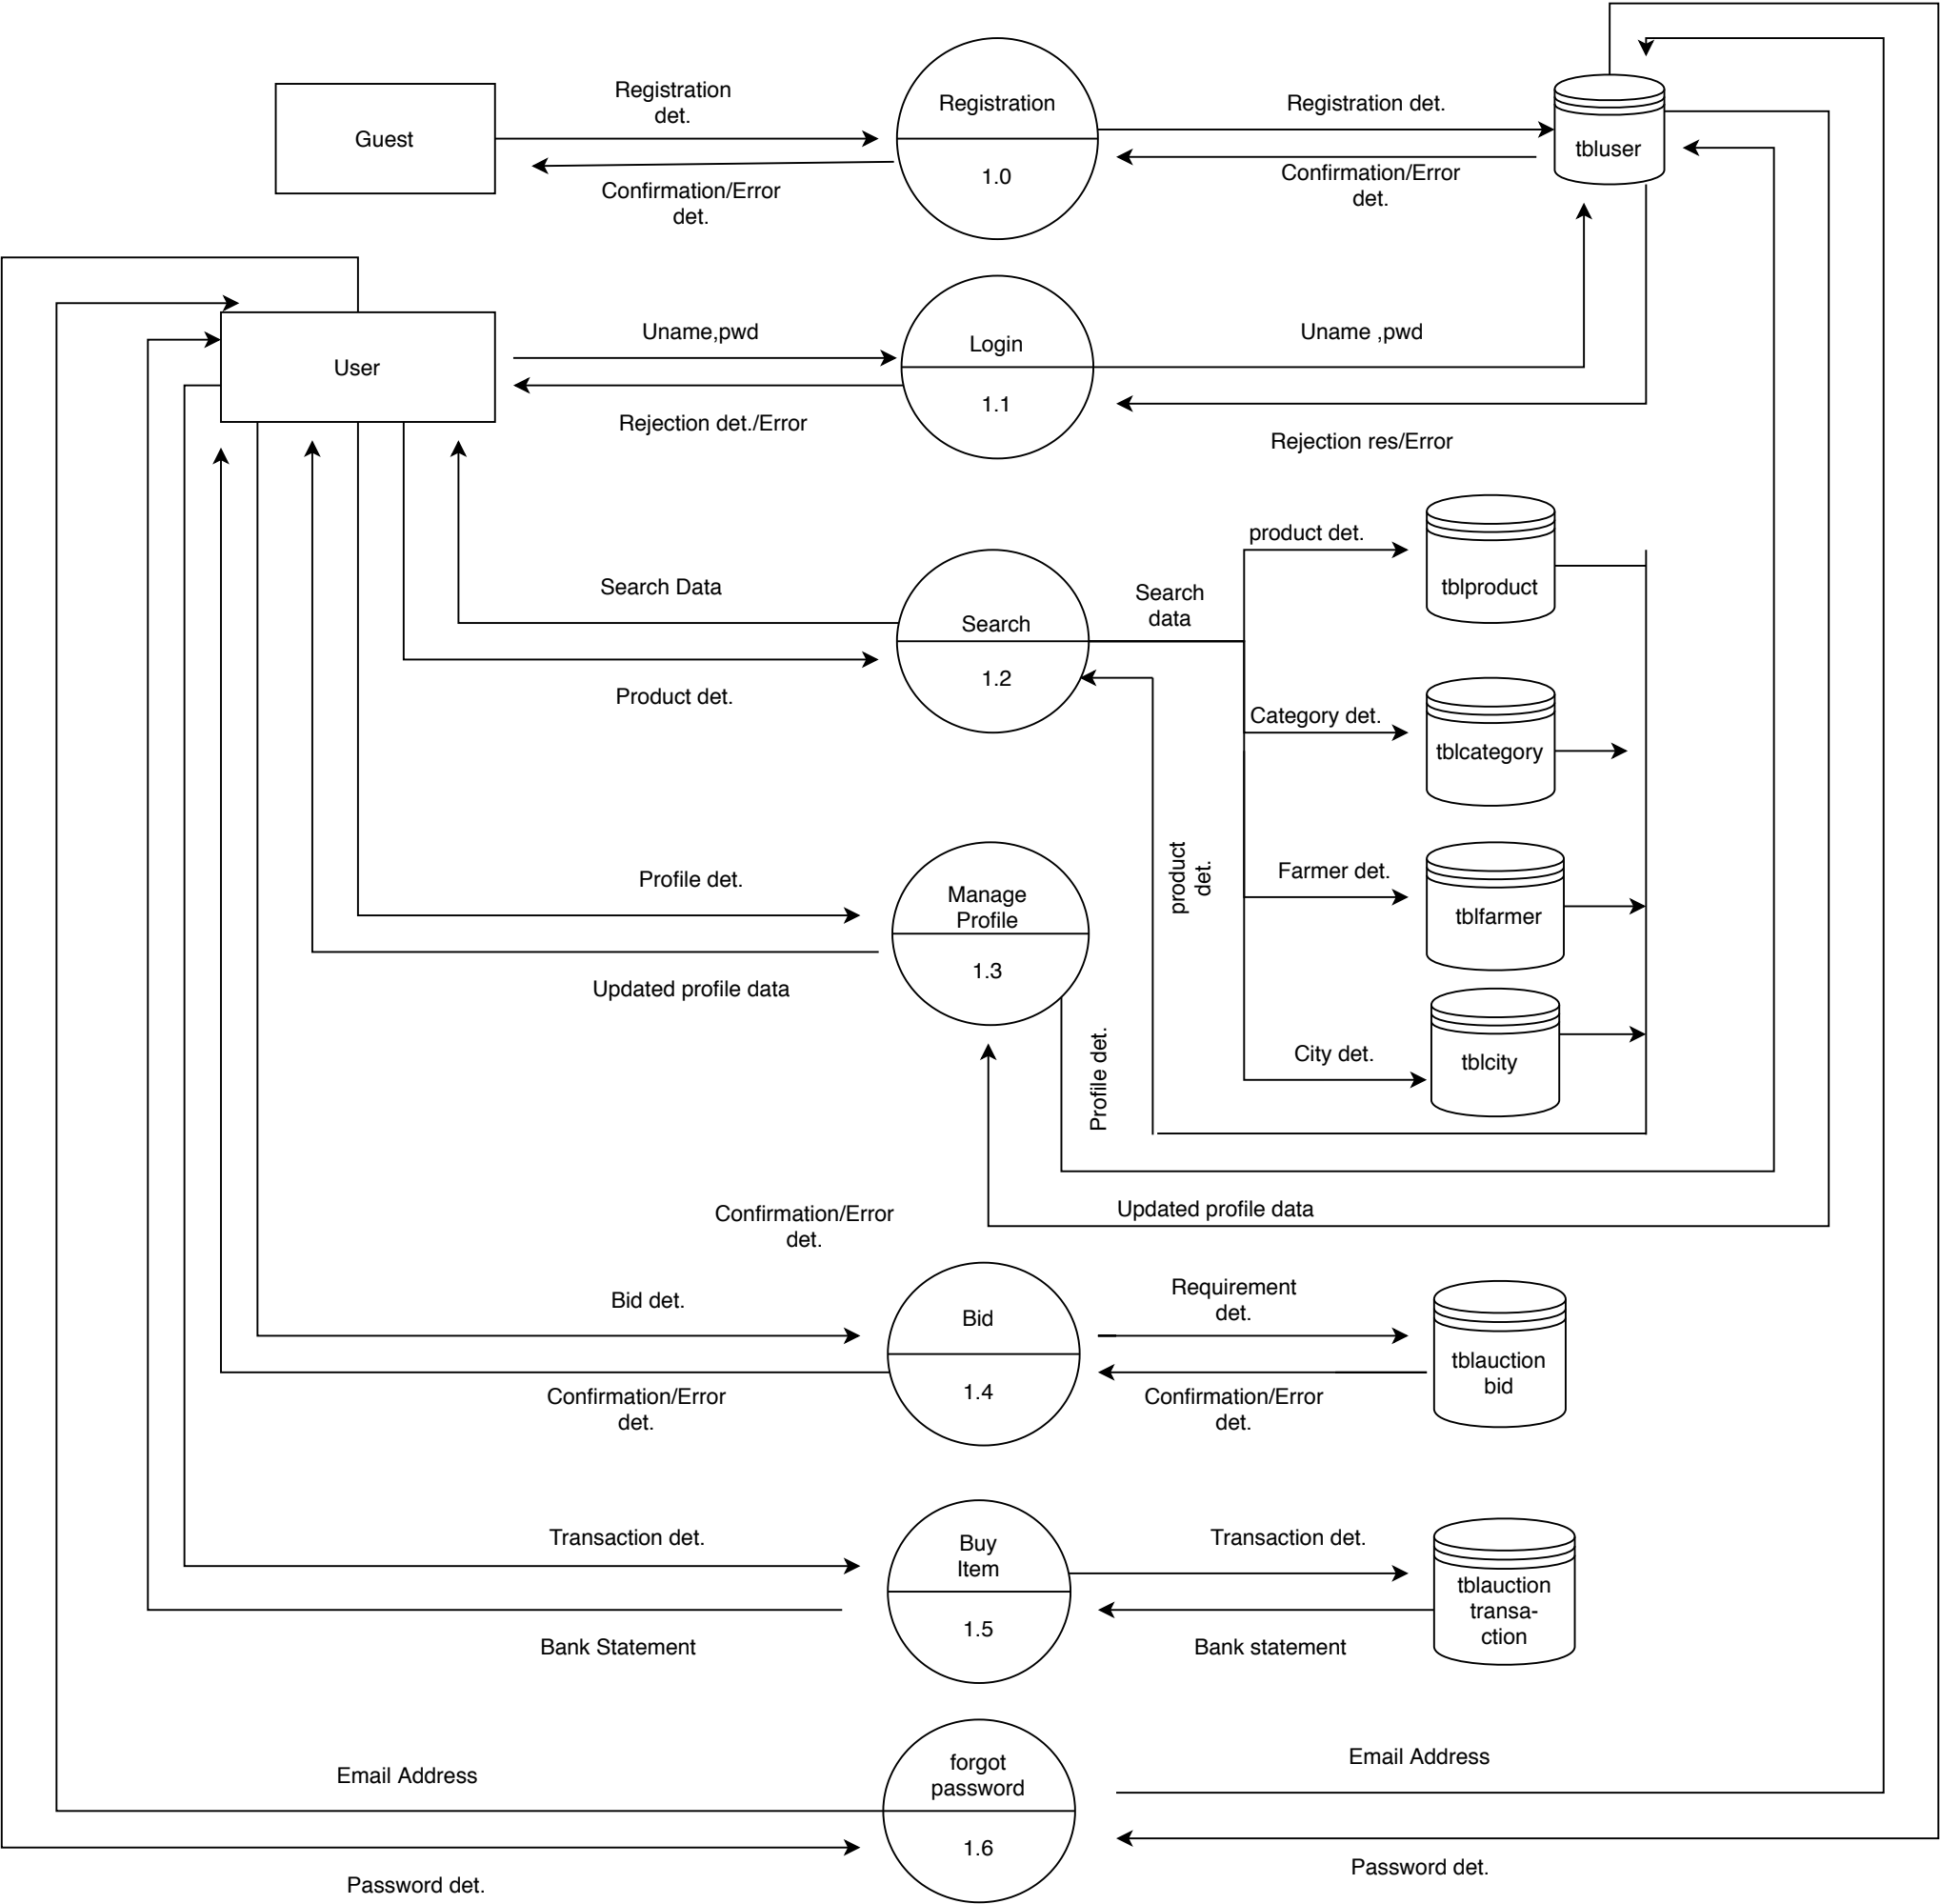 Registration
det.
Registration
Registration det.
Guest
tbluser
1.0
Confirmation/Error
det.
Confirmation/Error
det.
Uname,pwd
Login
Uname ,pwd
User
1.1
Rejection det./Error
Rejection res/Error
product det.
Search Data
Search
data
tblproduct
Search
1.2
Product det.
Category det.
tblcategory
product
det.
Profile det.
Manage
Profile
Farmer det.
tblfarmer
1.3
Updated profile data
Profile det.
City det.
tblcity
Confirmation/Error
det.
Updated profile data
Bid det.
Bid
Requirement
det.
tblauction
bid
1.4
Confirmation/Error
det.
Confirmation/Error
det.
Transaction det.
Buy
Item
Transaction det.
tblauction
transa-
ction
1.5
Bank Statement
Bank statement
Email Address
forgot
password
Email Address
1.6
Password det.
Password det.